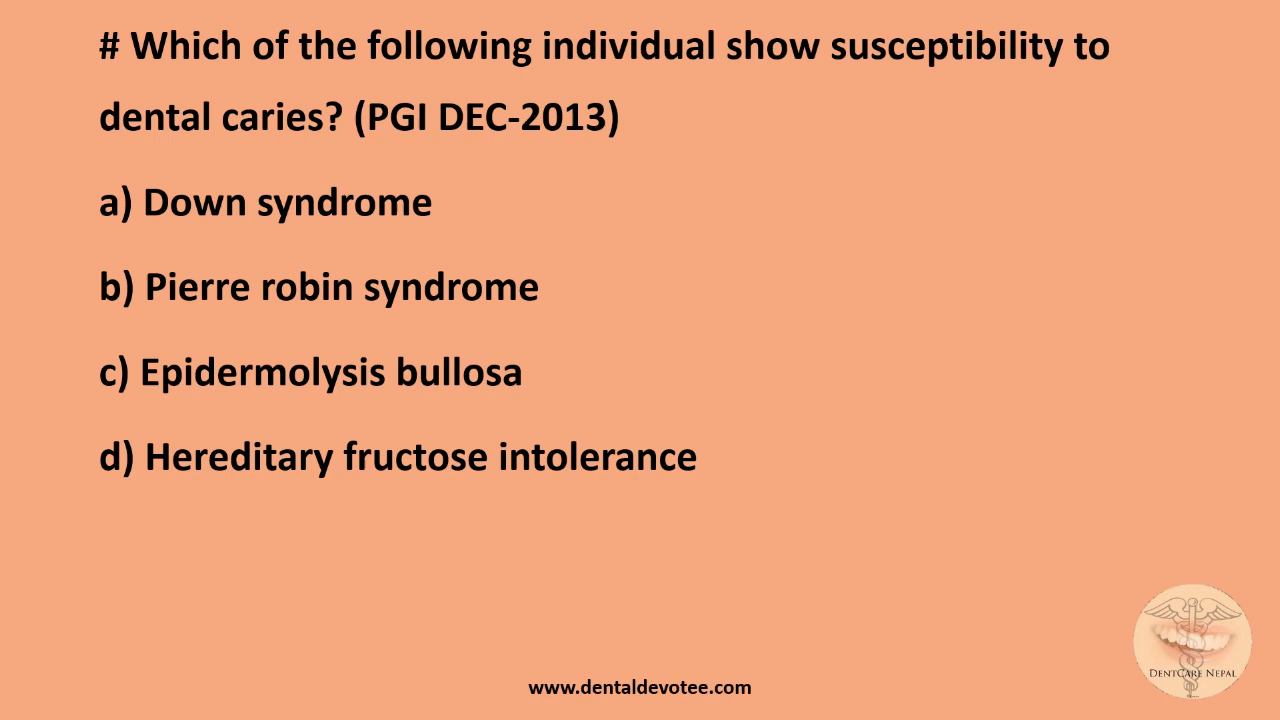 # Which of the following individual show susceptibility to
dental caries? (PGI DEC-2013)
a) Down syndrome
b) Pierre robin syndrome
c) Epidermolysis bullosa
d) Hereditary fructose intolerance
DENTCARE NEPAL
www.dentaldevotee.com